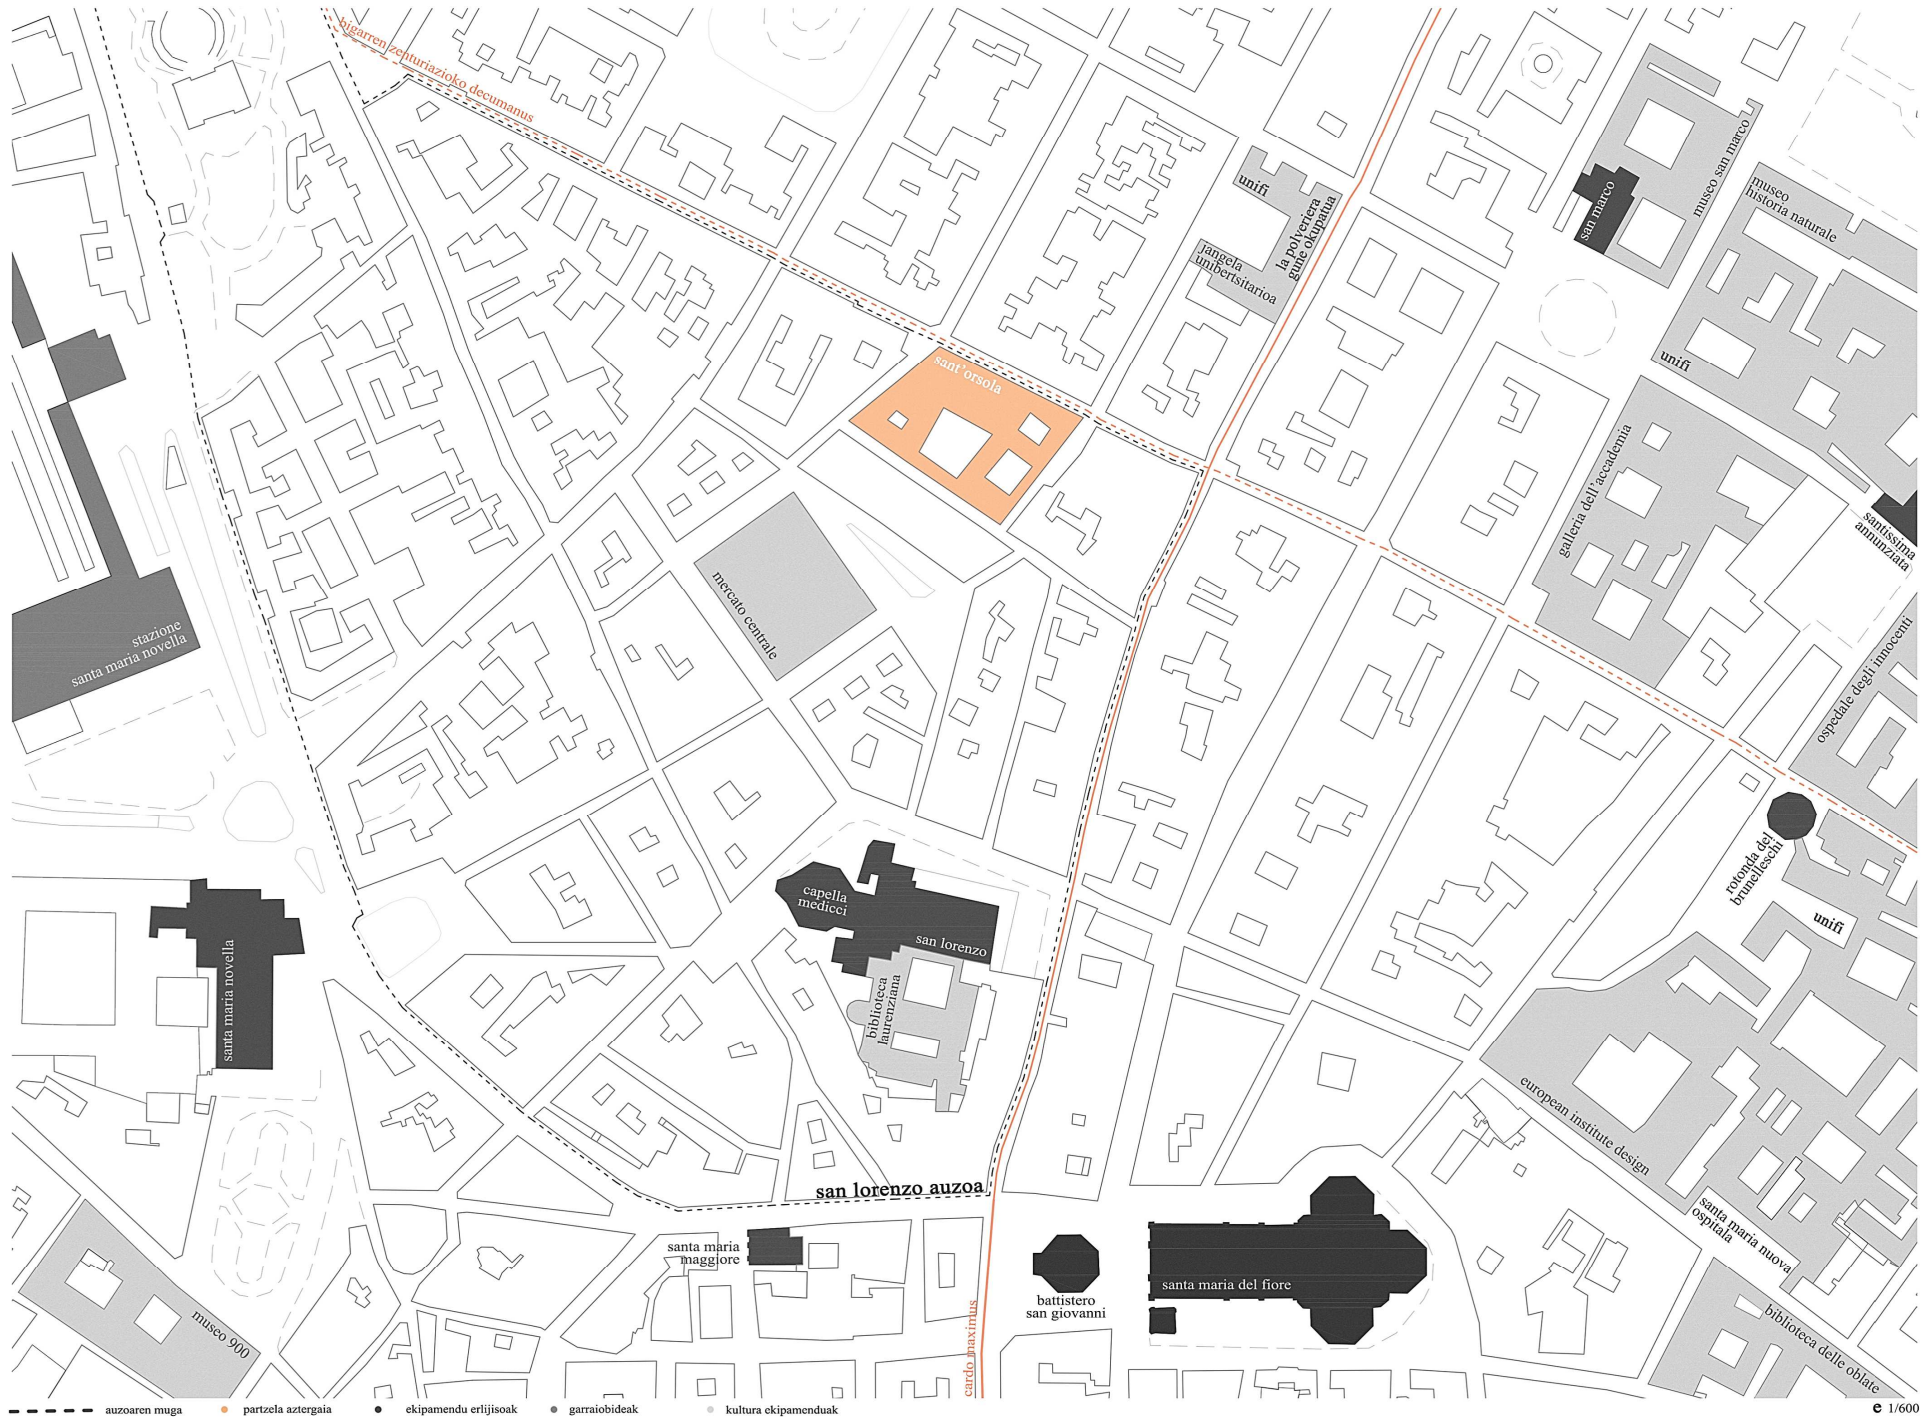 bigarren zenturiazioko decumanus
unifi
la polveriera
gune okupatua
jangela
unibertsitarioa
san marco
museo san marco
museo
historia naturale
unifi
sant'orsola
galleria dell'accademia
santissima
annunziata
stazione
santa maria novella
mercato centrale
ospedale degli innocenti
rotonda del
brunelleschi
unifi
capella
medicci
san lorenzo
biblioteca
laurenziana
santa maria novella
european institute design
santa maria nuova
ospitala
san lorenzo auzoa
santa maria
maggiore
battistero
san giovanni
santa maria del fiore
museo 900
cardo maximus
biblioteca delle oblate
auzoaren muga
partzela aztergaia
ekipamendu erlijisoak
garraiobideak
kultura ekipamenduak
e 1/600